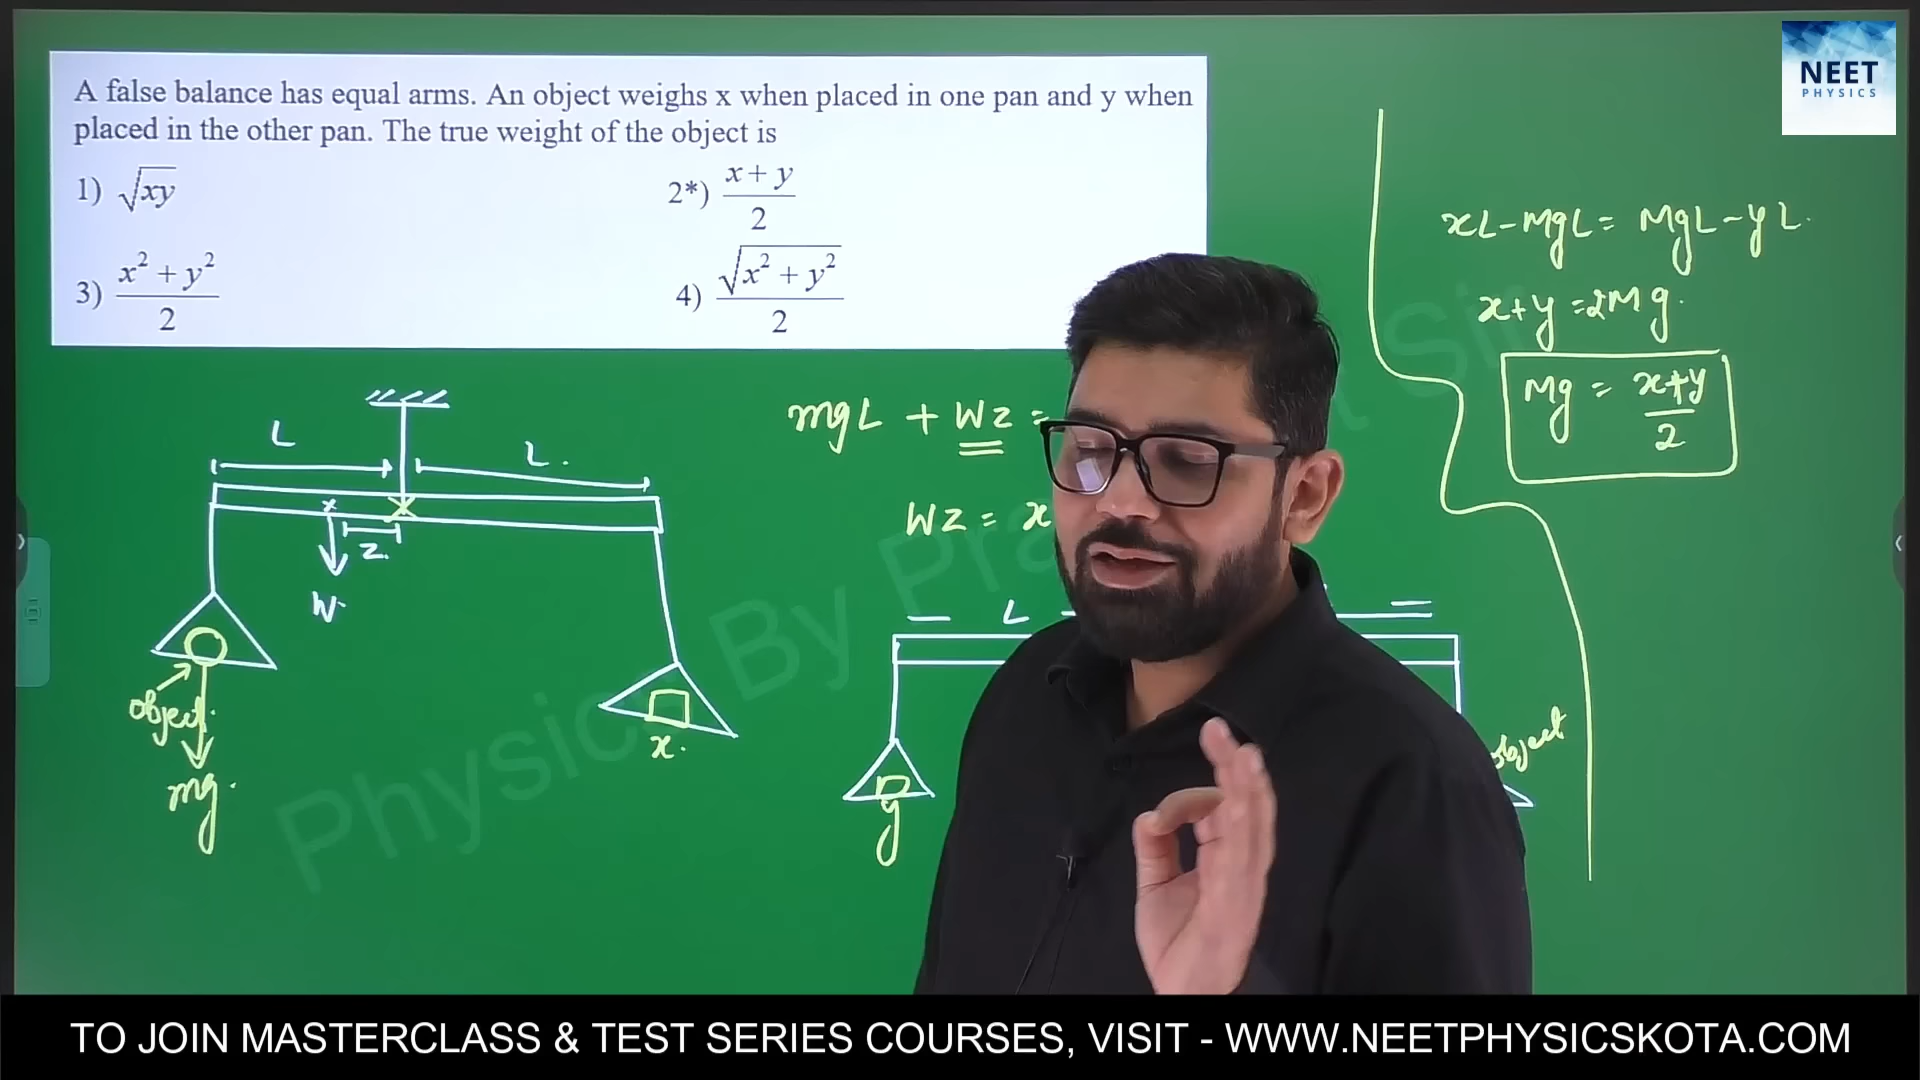 A false balance has equal arms. An object weighs x when placed in one pan and y when
placed in the other pan. The true weight of the object is
1) √xy
2*) x + y / 2
3) x² + y² / 2
4) √x² + y² / 2
NEET
PHYSICS
xL - MgL = MgL - yL.
x + y = 2Mg.
Mg = x+y / 2
mgL + Wz =
Wz = x
L
L.
z.
W.
object.
mg.
x.
L
y
object
Physics By Pra
TO JOIN MASTERCLASS & TEST SERIES COURSES, VISIT - WWW.NEETPHYSICSKOTA.COM